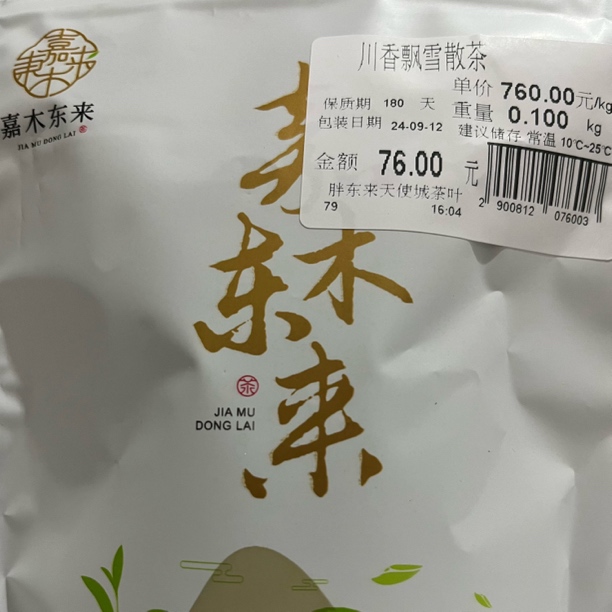 嘉木东来
JIA MU DONG LAI
川香飘雪散茶
单价 760.00元/kg
保质期 180 天 重量 0.100 kg
包装日期 24-09-12 建议储存 常温 10℃~25℃
金额 76.00 元
胖东来天使城茶叶
79 16:04
2 900812 076003
嘉木
东来
茶
JIA MU
DONG LAI